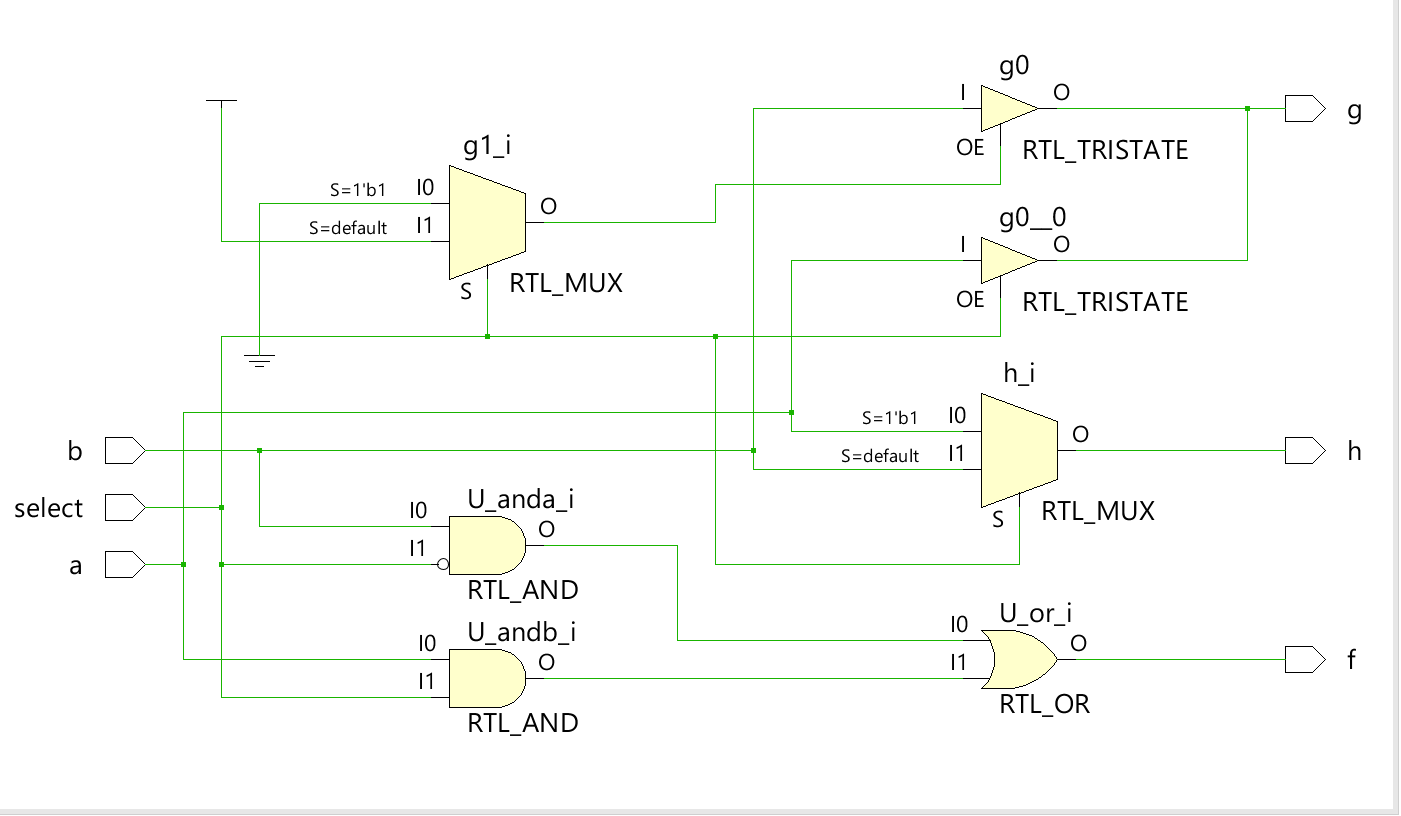 g0
I
O
g
OE
RTL_TRISTATE
g1_i
S=1'b1
I0
S=default
I1
O
S
RTL_MUX
g0__0
I
O
OE
RTL_TRISTATE
h_i
S=1'b1
I0
S=default
I1
O
h
S
RTL_MUX
b
select
a
U_anda_i
I0
I1
O
RTL_AND
U_andb_i
I0
I1
O
RTL_AND
U_or_i
I0
I1
O
f
RTL_OR